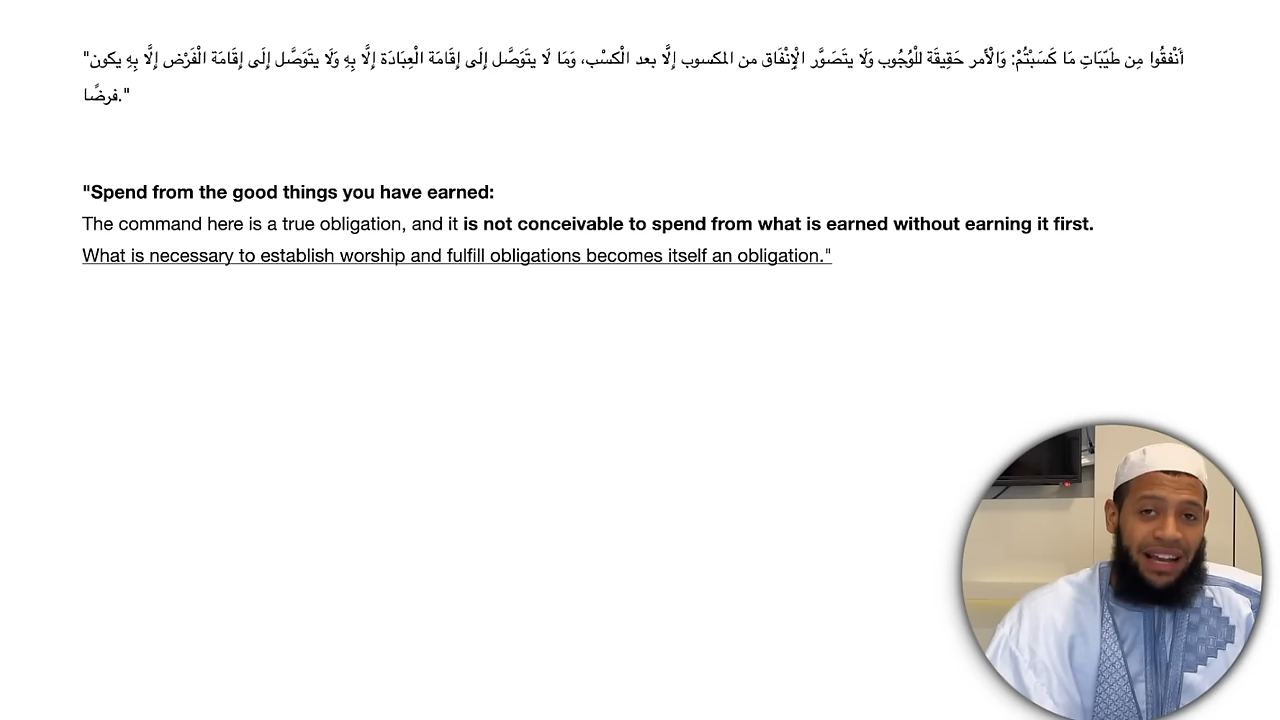 "أَنْفقُوا مِن طَيّبَاتِ مَا كَسَبْتُمْ: وَالْأَمر حَقِيقَة للْوُجُوب وَلَا يتَصَوَّر الْإِنْفَاق من المكسوب إِلَّا بعد الْكسْب، وَمَا لَا يتَوَصَّل إِلَى إِقَامَة الْعِبَادَة إِلَّا بِهِ وَلَا يتَوَصَّل إِلَى إِقَامَة الْفَرْض إِلَّا بِهِ يكون
فرضًا."
"Spend from the good things you have earned:
The command here is a true obligation, and it is not conceivable to spend from what is earned without earning it first.
What is necessary to establish worship and fulfill obligations becomes itself an obligation."